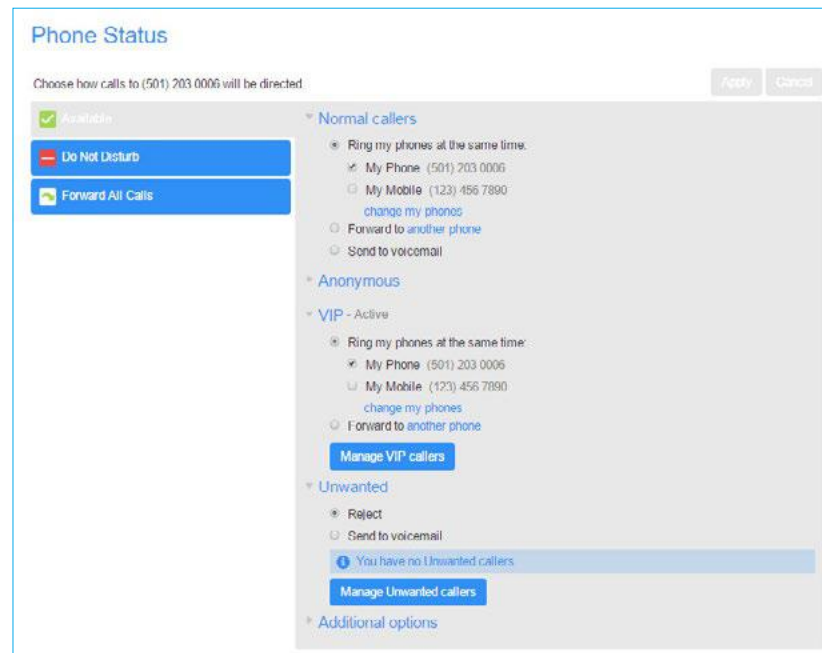 Phone Status
Choose how calls to (501) 203 0006 will be directed.
Apply Cancel
Available
Do Not Disturb
Forward All Calls
Normal callers
Ring my phones at the same time:
My Phone (501) 203 0006
My Mobile (123) 456 7890
change my phones
Forward to another phone
Send to voicemail
Anonymous
VIP - Active
Ring my phones at the same time:
My Phone (501) 203 0006
My Mobile (123) 456 7890
change my phones
Forward to another phone
Manage VIP callers
Unwanted
Reject
Send to voicemail
You have no Unwanted callers
Manage Unwanted callers
Additional options